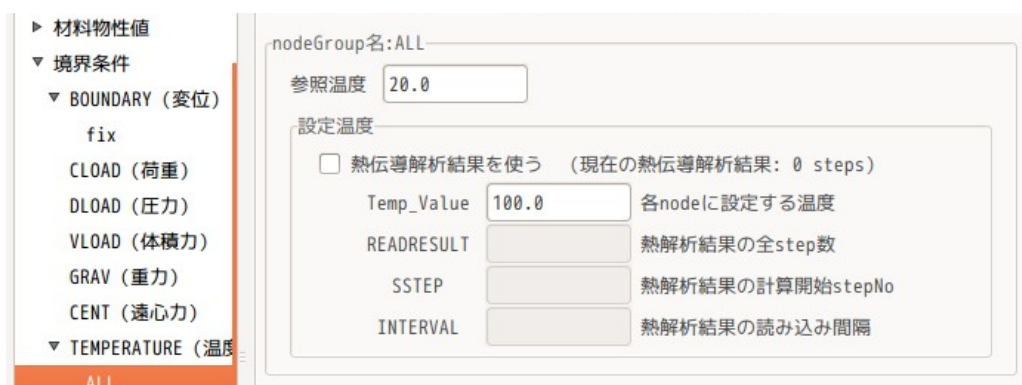 材料物性値
境界条件
BOUNDARY (変位)
fix
CLOAD (荷重)
DLOAD (圧力)
VLOAD (体積力)
GRAV (重力)
CENT (遠心力)
TEMPERATURE (温度
ALL
nodeGroup名:ALL
参照温度 20.0
設定温度
熱伝導解析結果を使う (現在の熱伝導解析結果: 0 steps)
Temp_Value 100.0 各nodeに設定する温度
READRESULT 熱解析結果の全step数
SSTEP 熱解析結果の計算開始stepNo
INTERVAL 熱解析結果の読み込み間隔